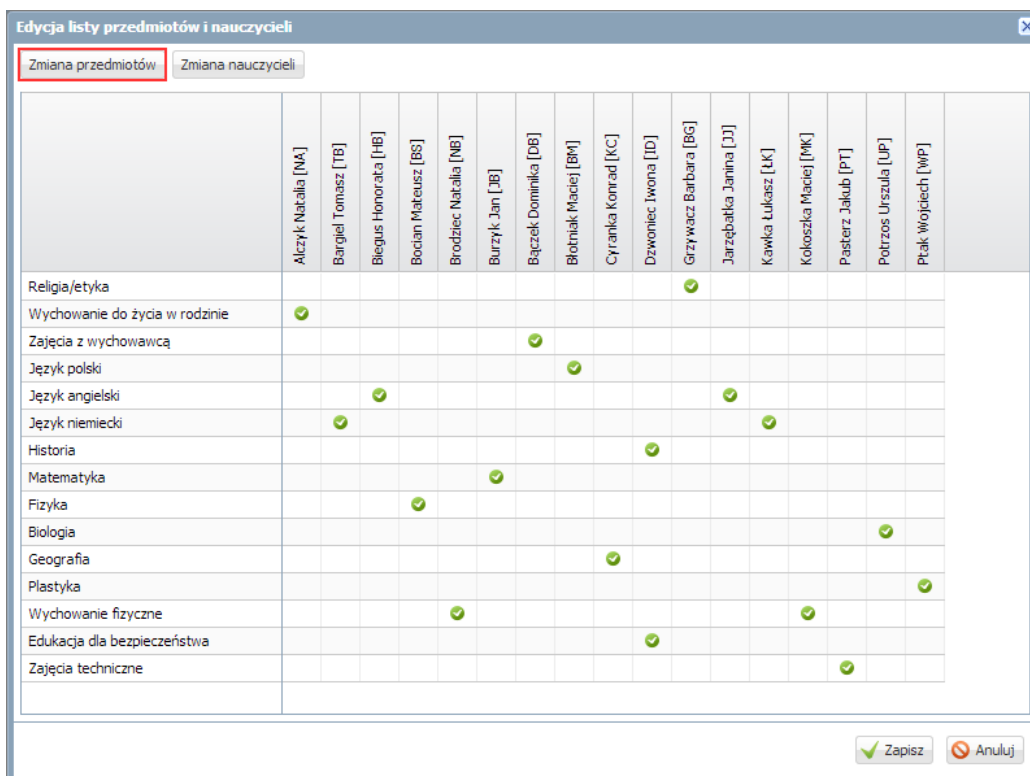 Edycja listy przedmiotów i nauczycieli
Zmiana przedmiotów
Zmiana nauczycieli
Alczyk Natalia [NA]
Bargiel Tomasz [TB]
Biegus Honorata [HB]
Bocian Mateusz [BS]
Brodziec Natalia [NB]
Burzyk Jan [JB]
Bączek Dominika [DB]
Błotniak Maciej [BM]
Cyranka Konrad [KC]
Dzwoniec Iwona [ID]
Grzywacz Barbara [BG]
Jarzębatka Janina [JJ]
Kawka Łukasz [ŁK]
Kokoszka Maciej [MK]
Pasterz Jakub [PT]
Potrzos Urszula [UP]
Ptak Wojciech [WP]
Religia/etyka
Wychowanie do życia w rodzinie
Zajęcia z wychowawcą
Język polski
Język angielski
Język niemiecki
Historia
Matematyka
Fizyka
Biologia
Geografia
Plastyka
Wychowanie fizyczne
Edukacja dla bezpieczeństwa
Zajęcia techniczne
Zapisz
Anuluj